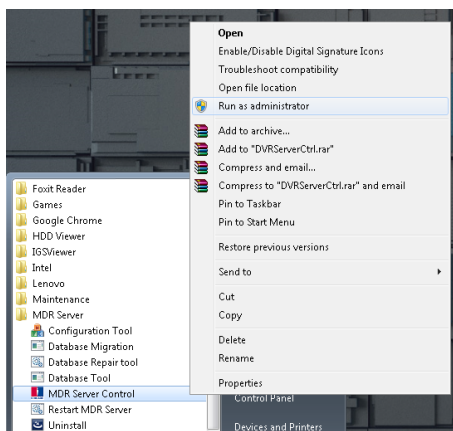 Open
Enable/Disable Digital Signature Icons
Troubleshoot compatibility
Open file location
Run as administrator
Add to archive...
Add to "DVRServerCtrl.rar"
Compress and email...
Compress to "DVRServerCtrl.rar" and email
Pin to Taskbar
Pin to Start Menu
Restore previous versions
Send to
Cut
Copy
Delete
Rename
Properties
Foxit Reader
Games
Google Chrome
HDD Viewer
IGSViewer
Intel
Lenovo
Maintenance
MDR Server
Configuration Tool
Database Migration
Database Repair tool
Database Tool
MDR Server Control
Restart MDR Server
Uninstall
Control Panel
Devices and Printers